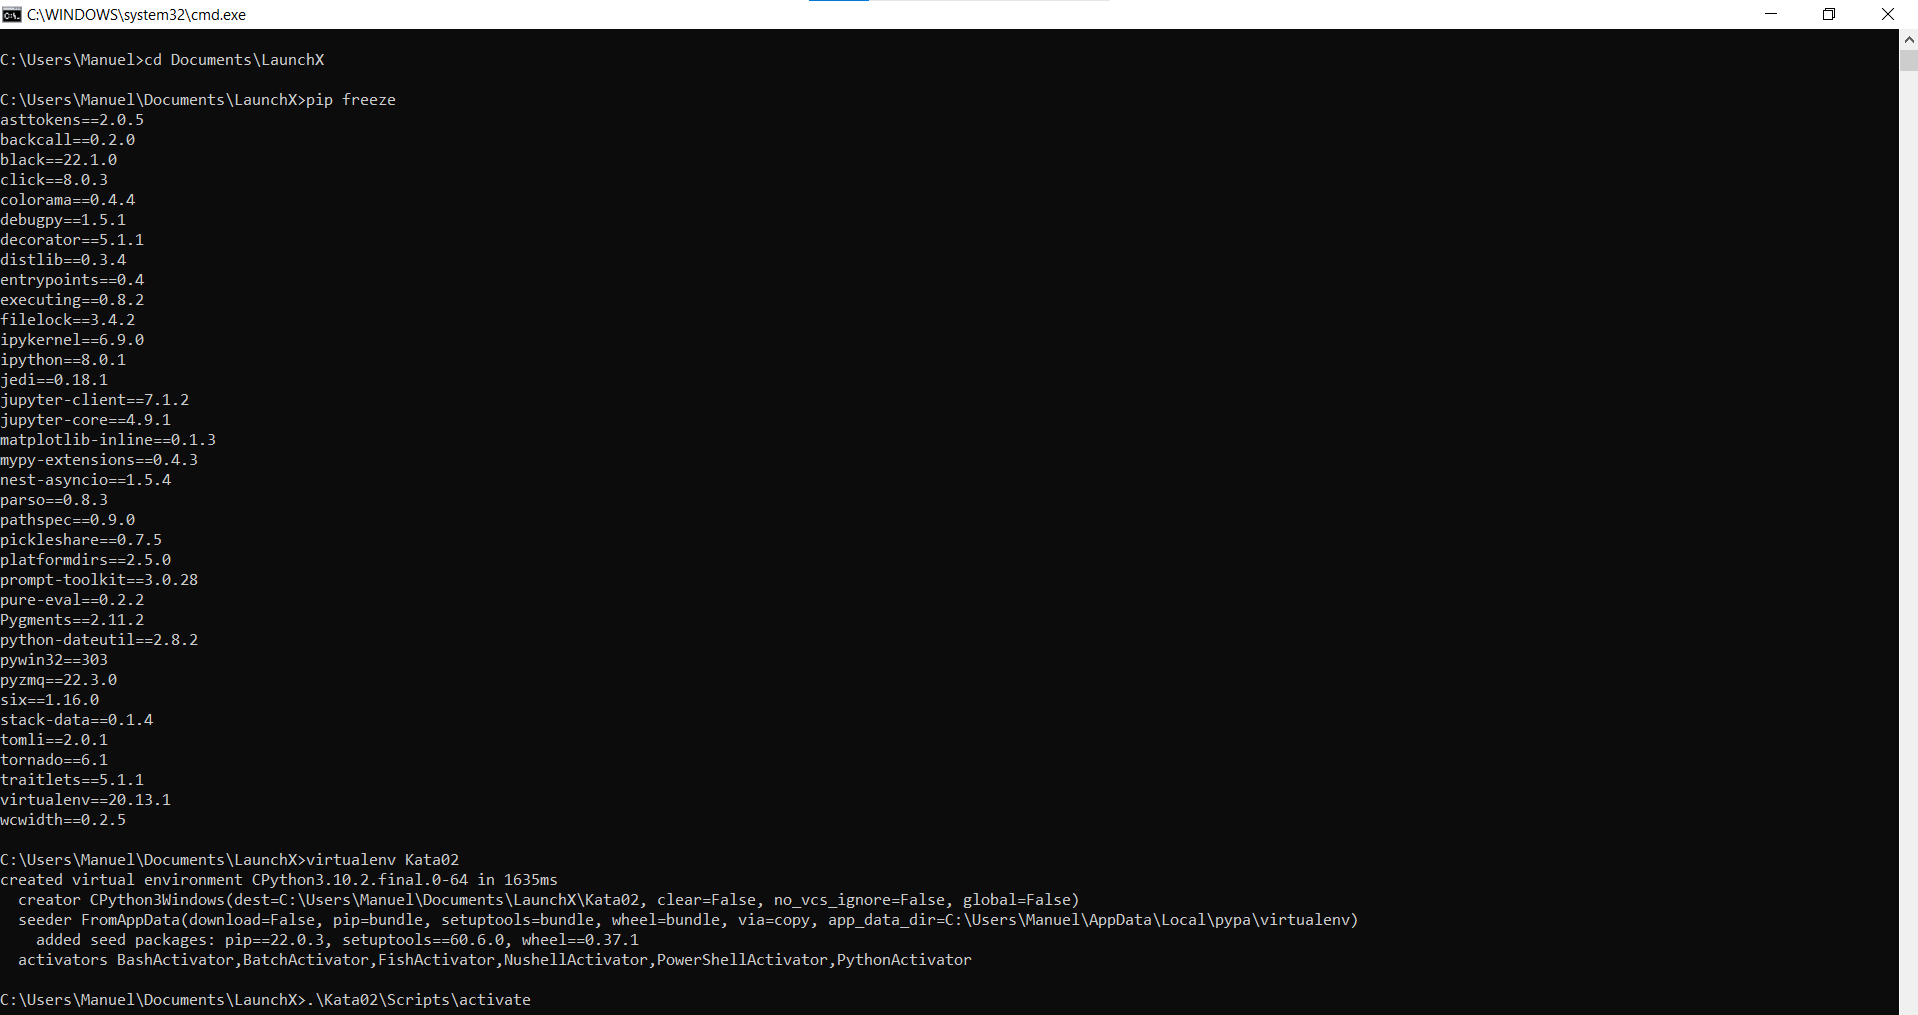 C:\WINDOWS\system32\cmd.exe
C:\Users\Manuel>cd Documents\LaunchX
C:\Users\Manuel\Documents\LaunchX>pip freeze
asttokens==2.0.5
backcall==0.2.0
black==22.1.0
click==8.0.3
colorama==0.4.4
debugpy==1.5.1
decorator==5.1.1
distlib==0.3.4
entrypoints==0.4
executing==0.8.2
filelock==3.4.2
ipykernel==6.9.0
ipython==8.0.1
jedi==0.18.1
jupyter-client==7.1.2
jupyter-core==4.9.1
matplotlib-inline==0.1.3
mypy-extensions==0.4.3
nest-asyncio==1.5.4
parso==0.8.3
pathspec==0.9.0
pickleshare==0.7.5
platformdirs==2.5.0
prompt-toolkit==3.0.28
pure-eval==0.2.2
Pygments==2.11.2
python-dateutil==2.8.2
pywin32==303
pyzmq==22.3.0
six==1.16.0
stack-data==0.1.4
tomli==2.0.1
tornado==6.1
traitlets==5.1.1
virtualenv==20.13.1
wcwidth==0.2.5
C:\Users\Manuel\Documents\LaunchX>virtualenv Kata02
created virtual environment CPython3.10.2.final.0-64 in 1635ms
  creator CPython3Windows(dest=C:\Users\Manuel\Documents\LaunchX\Kata02, clear=False, no_vcs_ignore=False, global=False)
  seeder FromAppData(download=False, pip=bundle, setuptools=bundle, wheel=bundle, via=copy, app_data_dir=C:\Users\Manuel\AppData\Local\pypa\virtualenv)
    added seed packages: pip==22.0.3, setuptools==60.6.0, wheel==0.37.1
  activators BashActivator,BatchActivator,FishActivator,NushellActivator,PowerShellActivator,PythonActivator
C:\Users\Manuel\Documents\LaunchX>.\Kata02\Scripts\activate